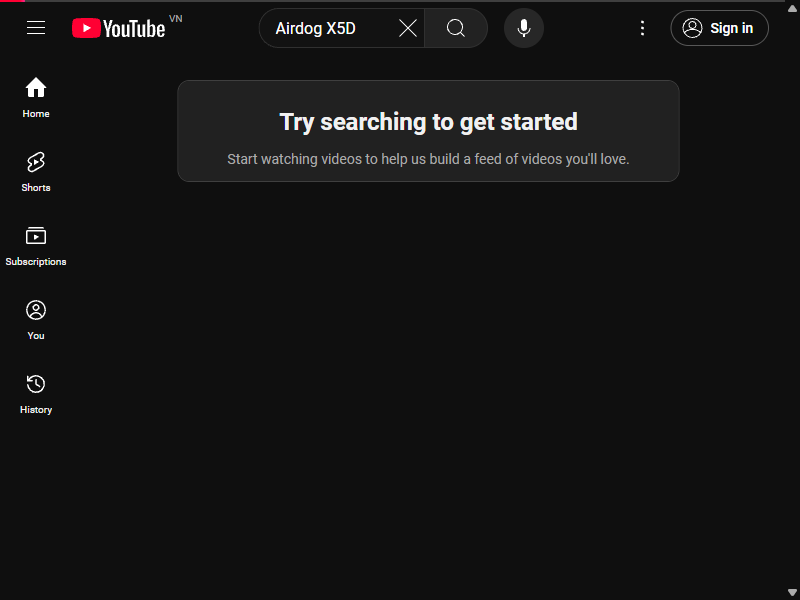 YouTube VN
Airdog X5D
Sign in
Home
Shorts
Subscriptions
You
History
Try searching to get started
Start watching videos to help us build a feed of videos you'll love.